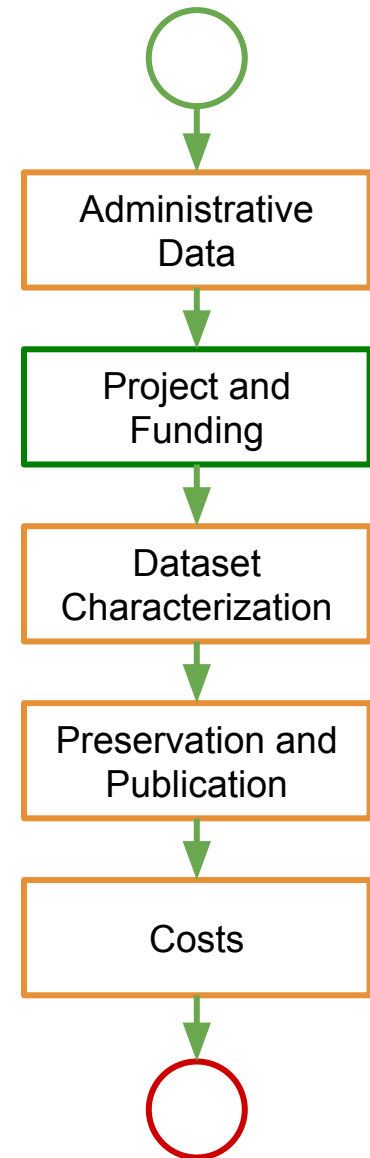 Administrative
Data
Project and
Funding
Dataset
Characterization
Preservation and
Publication
Costs